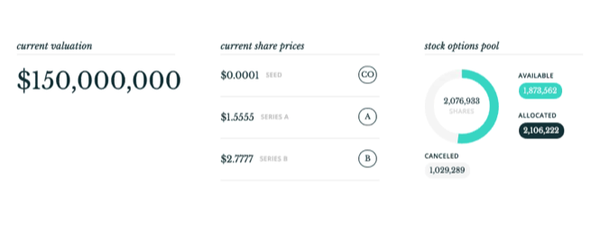 current valuation
$150,000,000
current share prices
$0.0001 SEED CO
$1.5555 SERIES A A
$2.7777 SERIES B B
stock options pool
2,076,933
SHARES
AVAILABLE
1,873,562
ALLOCATED
2,106,222
CANCELED
1,029,289